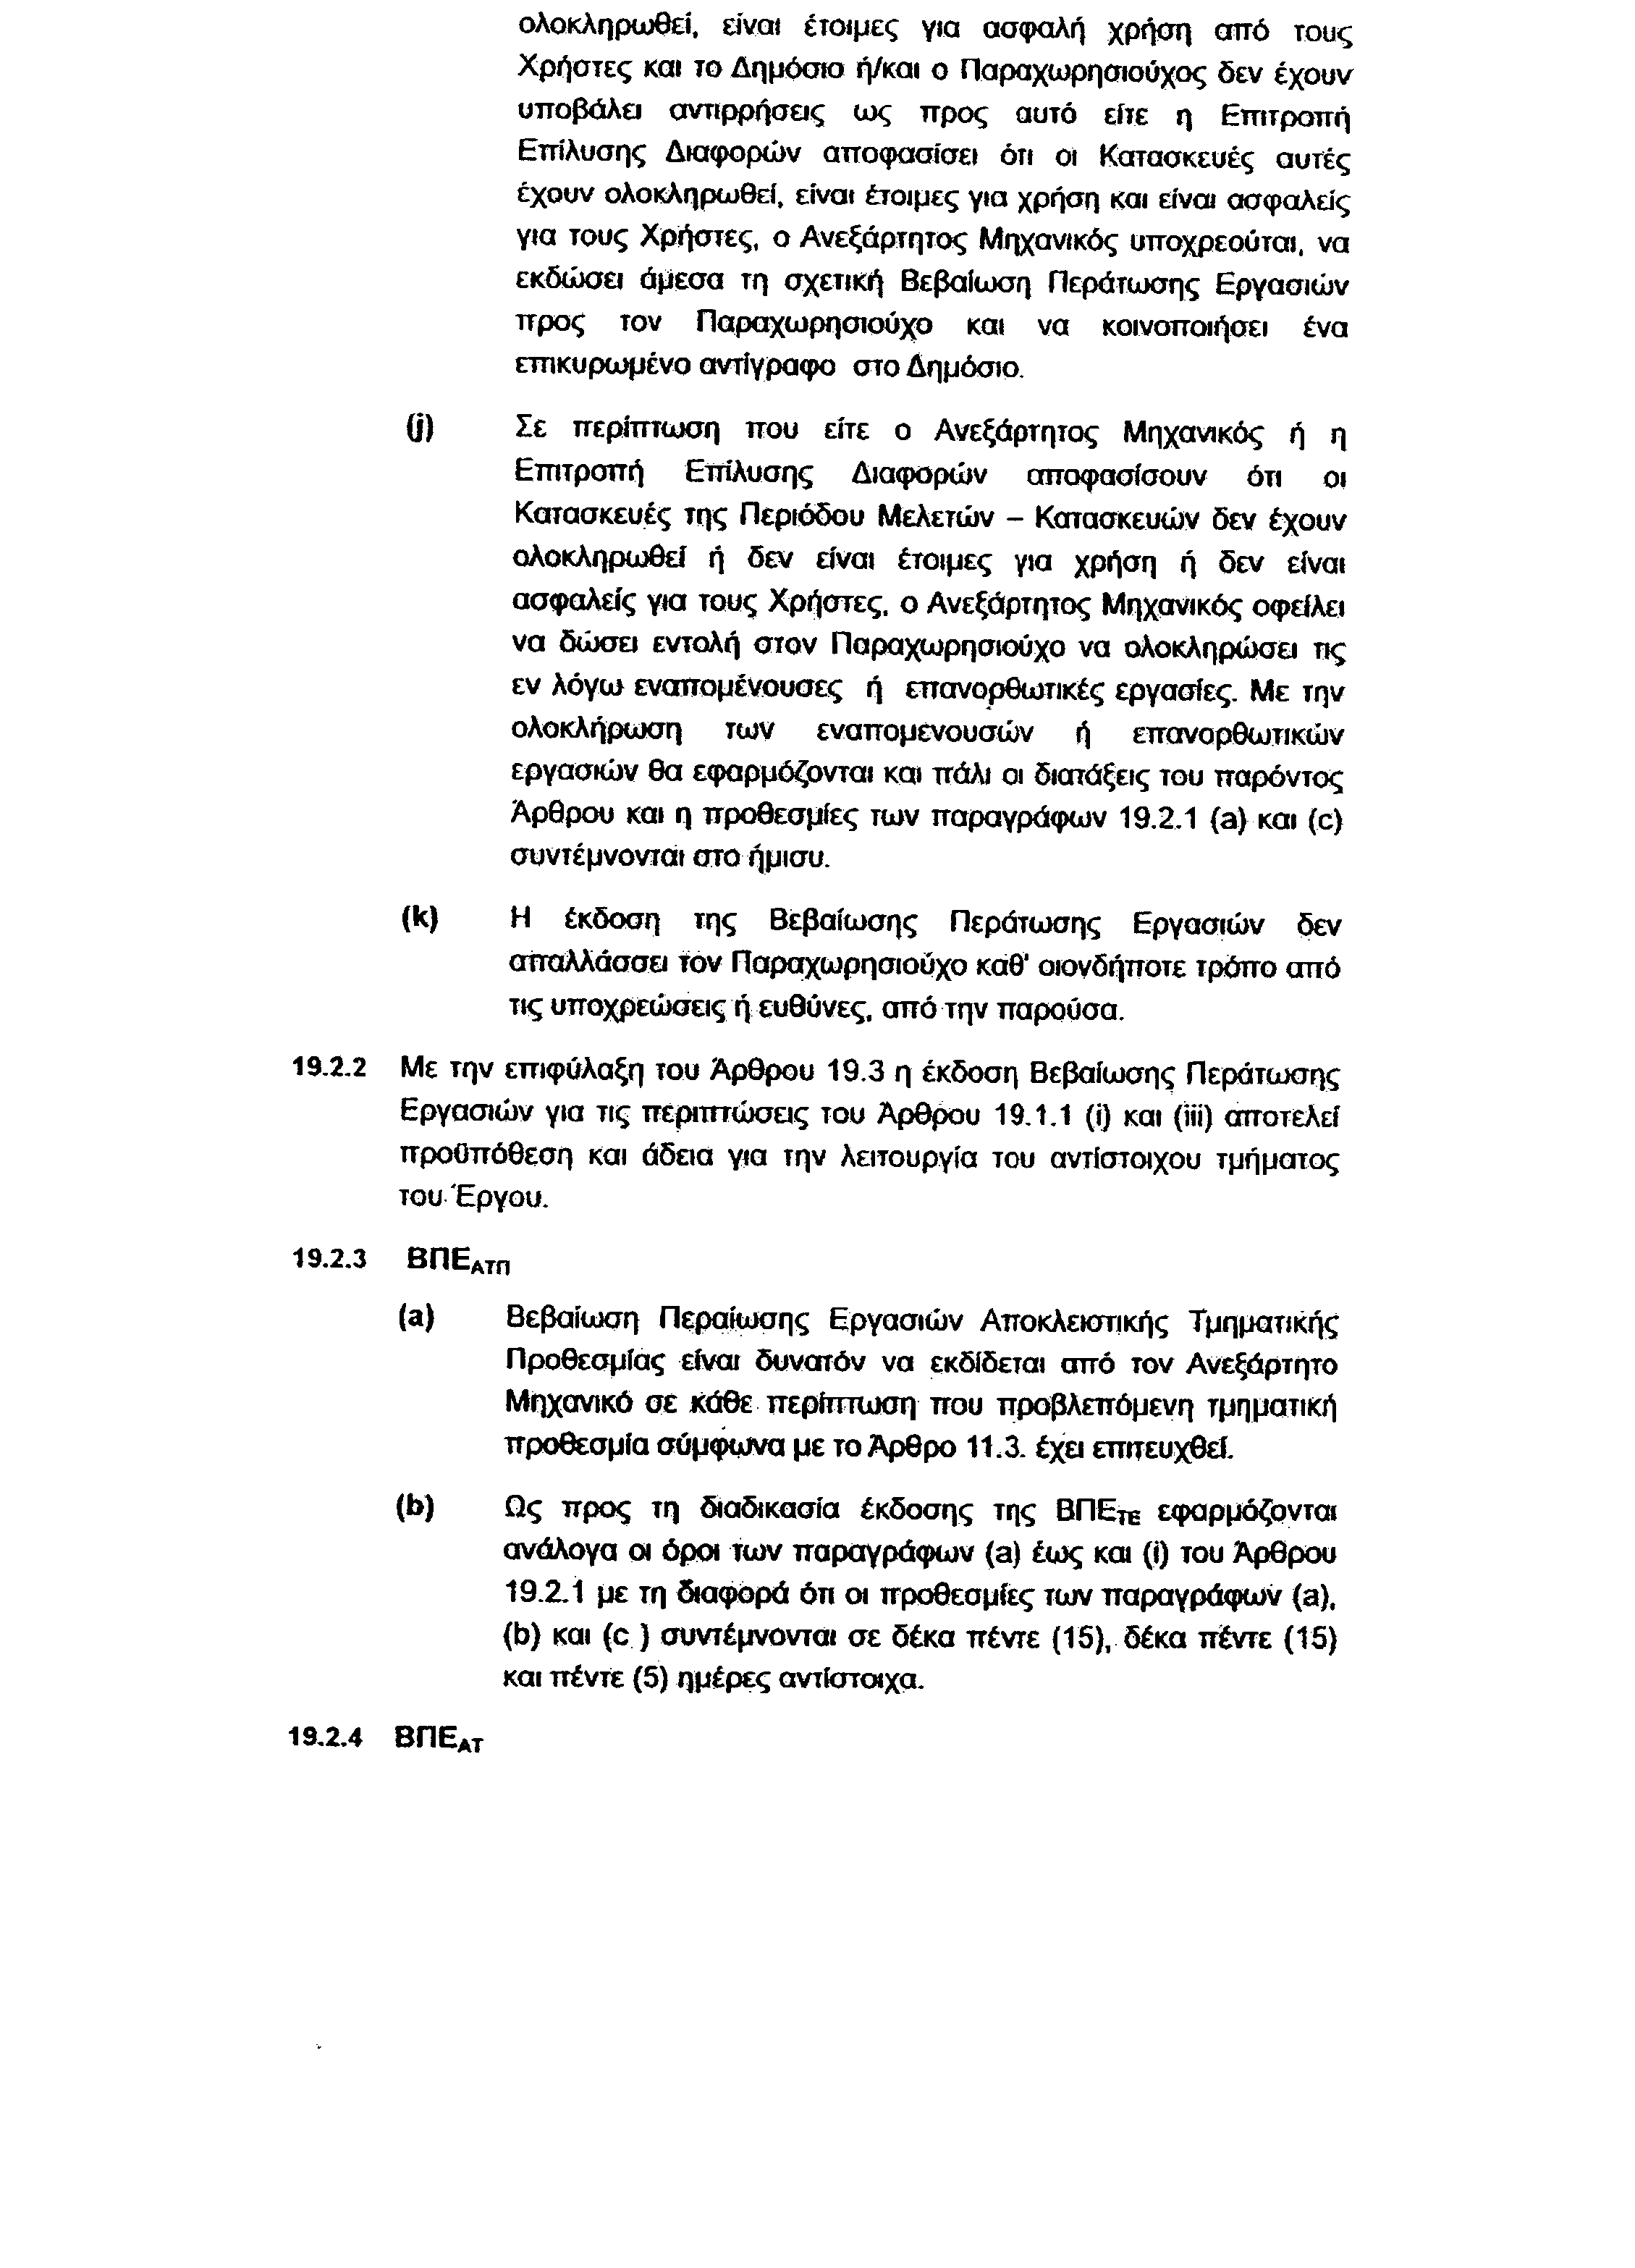 ολοκληρωθεί, είναι έτοιμες για ασφαλή χρήση από τους
Χρήστες και το Δημόσιο ή/και ο Παραχωρησιούχος δεν έχουν
υποβάλει αντιρρήσεις ως προς αυτό είτε η Επιτροπή
Επίλυσης Διαφορών αποφασίσει ότι οι Κατασκευές αυτές
έχουν ολοκληρωθεί, είναι έτοιμες για χρήση και είναι ασφαλείς
για τους Χρήστες, ο Ανεξάρτητος Μηχανικός υποχρεούται, να
εκδώσει άμεσα τη σχετική Βεβαίωση Περάτωσης Εργασιών
προς τον Παραχωρησιούχο και να κοινοποιήσει ένα
επικυρωμένο αντίγραφο στο Δημόσιο.
(j) Σε περίπτωση που είτε ο Ανεξάρτητος Μηχανικός ή η
Επιτροπή Επίλυσης Διαφορών αποφασίσουν ότι οι
Κατασκευές της Περιόδου Μελετών – Κατασκευών δεν έχουν
ολοκληρωθεί ή δεν είναι έτοιμες για χρήση ή δεν είναι
ασφαλείς για τους Χρήστες, ο Ανεξάρτητος Μηχανικός οφείλει
να δώσει εντολή στον Παραχωρησιούχο να ολοκληρώσει τις
εν λόγω εναπομένουσες ή επανορθωτικές εργασίες. Με την
ολοκλήρωση των εναπομενουσών ή επανορθωτικών
εργασιών θα εφαρμόζονται και πάλι οι διατάξεις του παρόντος
Άρθρου και η προθεσμίες των παραγράφων 19.2.1 (a) και (c)
συντέμνονται στο ήμισυ.
(k) Η έκδοση της Βεβαίωσης Περάτωσης Εργασιών δεν
απαλλάσσει τον Παραχωρησιούχο καθ' οιονδήποτε τρόπο από
τις υποχρεώσεις ή ευθύνες, από την παρούσα.
19.2.2 Με την επιφύλαξη του Άρθρου 19.3 η έκδοση Βεβαίωσης Περάτωσης
Εργασιών για τις περιπτώσεις του Άρθρου 19.1.1 (i) και (iii) αποτελεί
προϋπόθεση και άδεια για την λειτουργία του αντίστοιχου τμήματος
του Έργου.
19.2.3 ΒΠΕΑΤΠ
(a) Βεβαίωση Περαίωσης Εργασιών Αποκλειστικής Τμηματικής
Προθεσμίας είναι δυνατόν να εκδίδεται από τον Ανεξάρτητο
Μηχανικό σε κάθε περίπτωση που προβλεπόμενη τμηματική
προθεσμία σύμφωνα με το Άρθρο 11.3. έχει επιτευχθεί.
(b) Ως προς τη διαδικασία έκδοσης της ΒΠΕΤΕ εφαρμόζονται
ανάλογα οι όροι των παραγράφων (a) έως και (i) του Άρθρου
19.2.1 με τη διαφορά ότι οι προθεσμίες των παραγράφων (a),
(b) και (c ) συντέμνονται σε δέκα πέντε (15), δέκα πέντε (15)
και πέντε (5) ημέρες αντίστοιχα.
19.2.4 ΒΠΕΑΤ